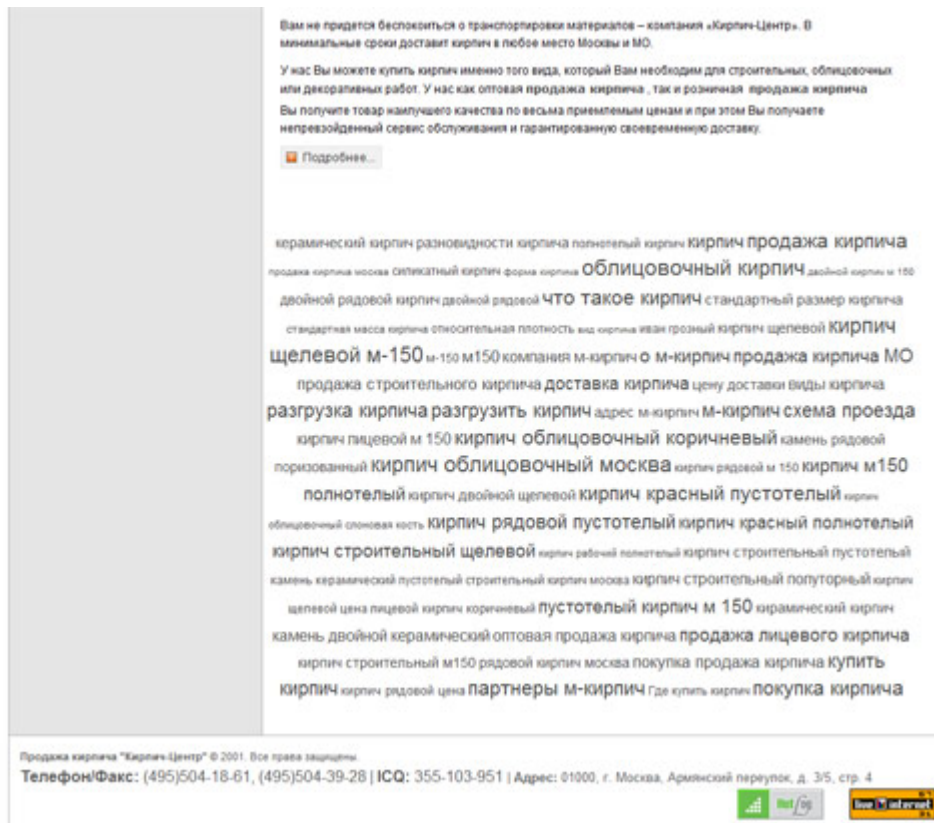 Вам не придется беспокоиться о транспортировки материалов – компания «Кирпич-Центр». В
минимальные сроки доставит кирпич в любое место Москвы и МО.
У нас Вы можете купить кирпич именно того вида, который Вам необходим для строительных, облицовочных
или декоративных работ. У нас как оптовая продажа кирпича , так и розничная продажа кирпича
Вы получите товар наилучшего качества по весьма приемлемым ценам и при этом Вы получаете
непревзойденный сервис обслуживания и гарантированную своевременную доставку.
Подробнее...
керамический кирпич разновидности кирпича полнотелый кирпич кирпич продажа кирпича
продажа кирпича москва силикатный кирпич форма кирпича облицовочный кирпич двойной кирпич м 150
двойной рядовой кирпич двойной рядовой что такое кирпич стандартный размер кирпича
стандартная масса кирпича относительная плотность вид кирпича иван грозный кирпич щелевой кирпич
щелевой м-150 м-150 м150 компания м-кирпич о м-кирпич продажа кирпича МО
продажа строительного кирпича доставка кирпича цену доставки виды кирпича
разгрузка кирпича разгрузить кирпич адрес м-кирпич м-кирпич схема проезда
кирпич лицевой м 150 кирпич облицовочный коричневый камень рядовой
поризованный кирпич облицовочный москва кирпич рядовой м 150 кирпич м150
полнотелый кирпич двойной щелевой кирпич красный пустотелый кирпич
облицовочный слоновая кость кирпич рядовой пустотелый кирпич красный полнотелый
кирпич строительный щелевой кирпич рабочий полнотелый кирпич строительный пустотелый
камень керамический пустотелый строительный кирпич москва кирпич строительный полуторный кирпич
щелевой цена лицевой кирпич коричневый пустотелый кирпич м 150 кирамический кирпич
камень двойной керамический оптовая продажа кирпича продажа лицевого кирпича
кирпич строительный м150 рядовой кирпич москва покупка продажа кирпича купить
кирпич кирпич рядовой цена партнеры м-кирпич Где купить кирпич покупка кирпича
Продажа кирпича "Кирпич-Центр" © 2001. Все права защищены.
Телефон/Факс: (495)504-18-61, (495)504-39-28 | ICQ: 355-103-951 | Адрес: 01000, г. Москва, Армянский переулок, д. 3/5, стр. 4
live internet